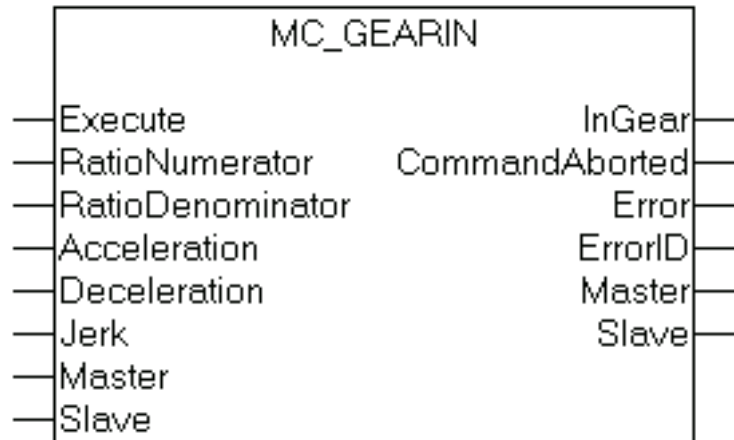 MC_GEARIN
Execute InGear
RatioNumerator CommandAborted
RatioDenominator Error
Acceleration ErrorID
Deceleration Master
Jerk Slave
Master
Slave